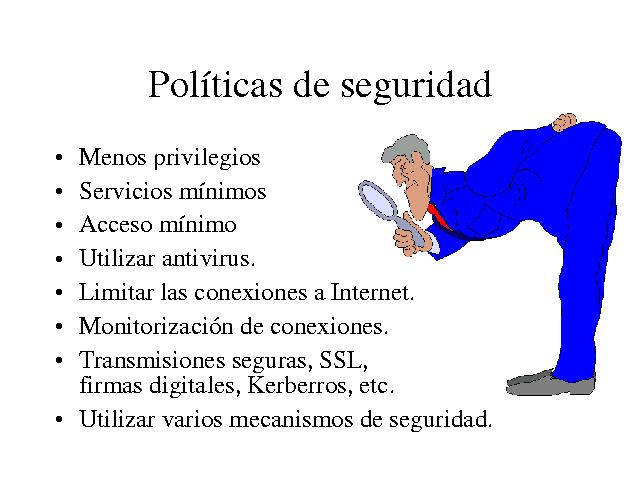 Políticas de seguridad
• Menos privilegios
• Servicios mínimos
• Acceso mínimo
• Utilizar antivirus.
• Limitar las conexiones a Internet.
• Monitorización de conexiones.
• Transmisiones seguras, SSL,
firmas digitales, Kerberros, etc.
• Utilizar varios mecanismos de seguridad.